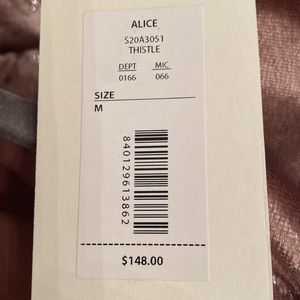 ALICE
S20A3051
THISTLE
DEPT MIC
0166 066
SIZE
M
840129613862
$148.00